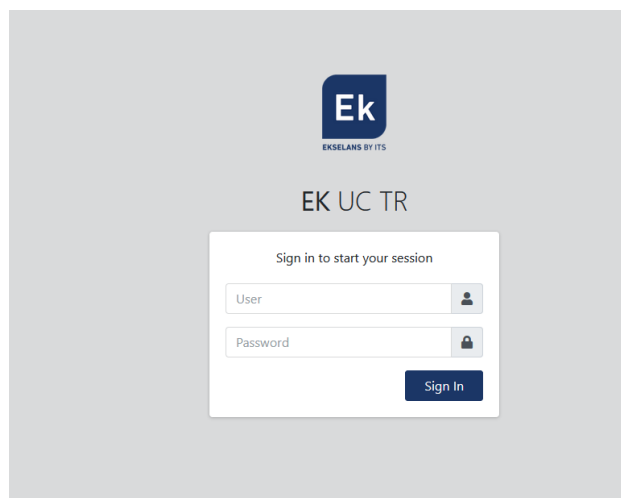 Ek
EKSELANS BY ITS
EK UC TR
Sign in to start your session
User
Password
Sign In